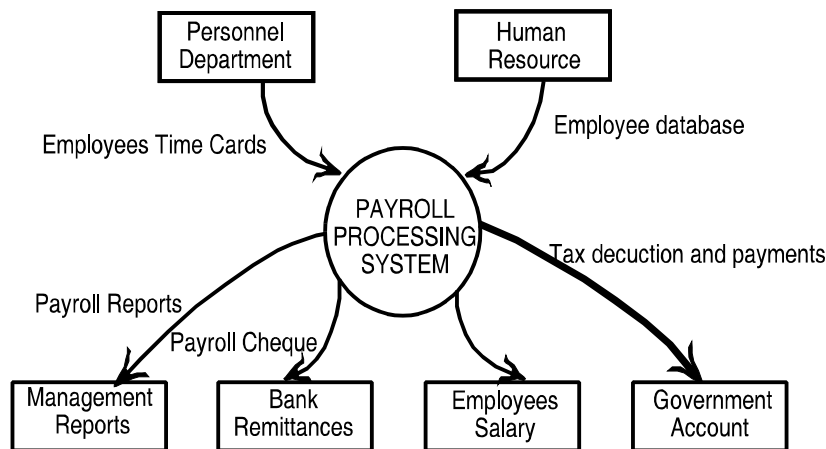 Personnel
Department
Human
Resource
Employees Time Cards
Employee database
PAYROLL
PROCESSING
SYSTEM
Tax decuction and payments
Payroll Reports
Payroll Cheque
Management
Reports
Bank
Remittances
Employees
Salary
Government
Account